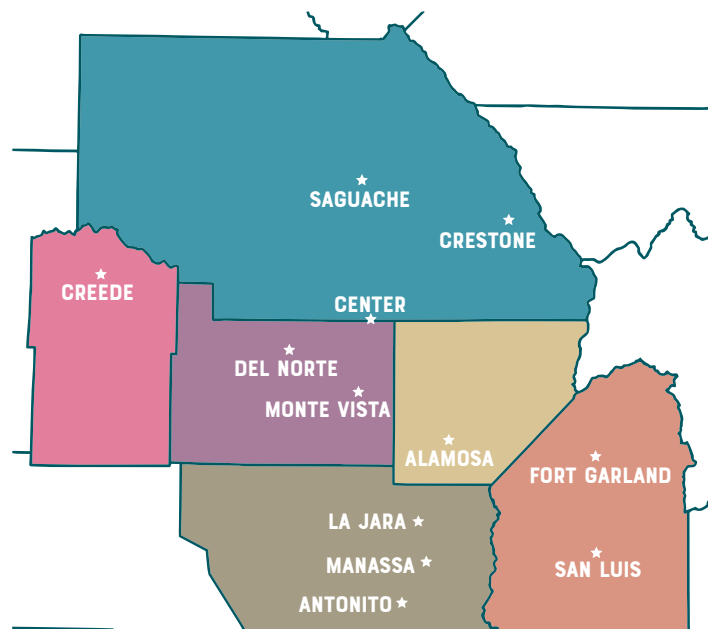 SAGUACHE
CRESTONE
CREEDE
CENTER
DEL NORTE
MONTE VISTA
ALAMOSA
FORT GARLAND
LA JARA
MANASSA
SAN LUIS
ANTONITO